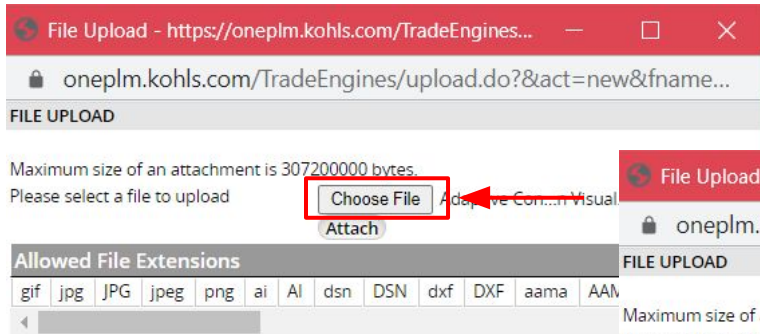 File Upload - https://oneplm.kohls.com/TradeEngines...
oneplm.kohls.com/TradeEngines/upload.do?&act=new&fname...
FILE UPLOAD
Maximum size of an attachment is 307200000 bytes.
Please select a file to upload Choose File Adaptive Con...n Visual
Attach
Allowed File Extensions
gif jpg JPG jpeg png ai AI dsn DSN dxf DXF aama
File Upload
oneplm.
FILE UPLOAD
Maximum size of